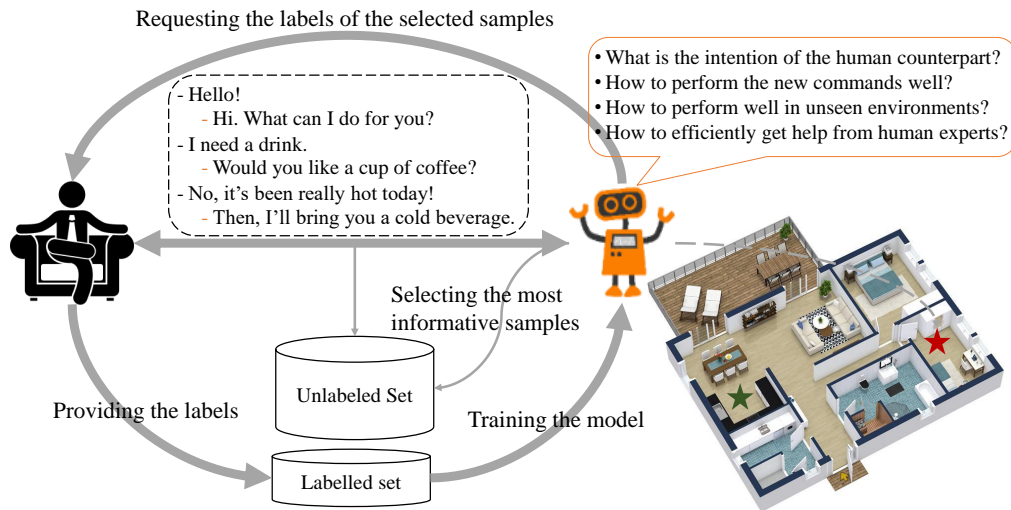 Requesting the labels of the selected samples
• What is the intention of the human counterpart?
• How to perform the new commands well?
• How to perform well in unseen environments?
• How to efficiently get help from human experts?
- Hello!
- Hi. What can I do for you?
- I need a drink.
- Would you like a cup of coffee?
- No, it's been really hot today!
- Then, I'll bring you a cold beverage.
Selecting the most
informative samples
Unlabeled Set
Providing the labels
Training the model
Labelled set